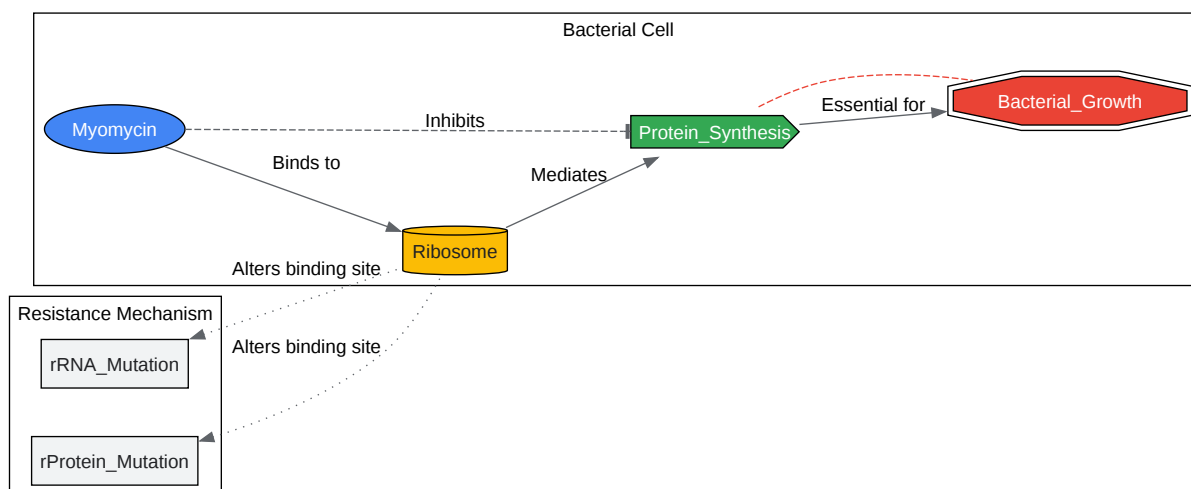 Bacterial Cell
Essential for
Bacterial_Growth
Myomycin
Inhibits
Protein_Synthesis
Binds to
Mediates
Ribosome
Alters binding site
Resistance Mechanism
Alters binding site
rRNA_Mutation
rProtein_Mutation